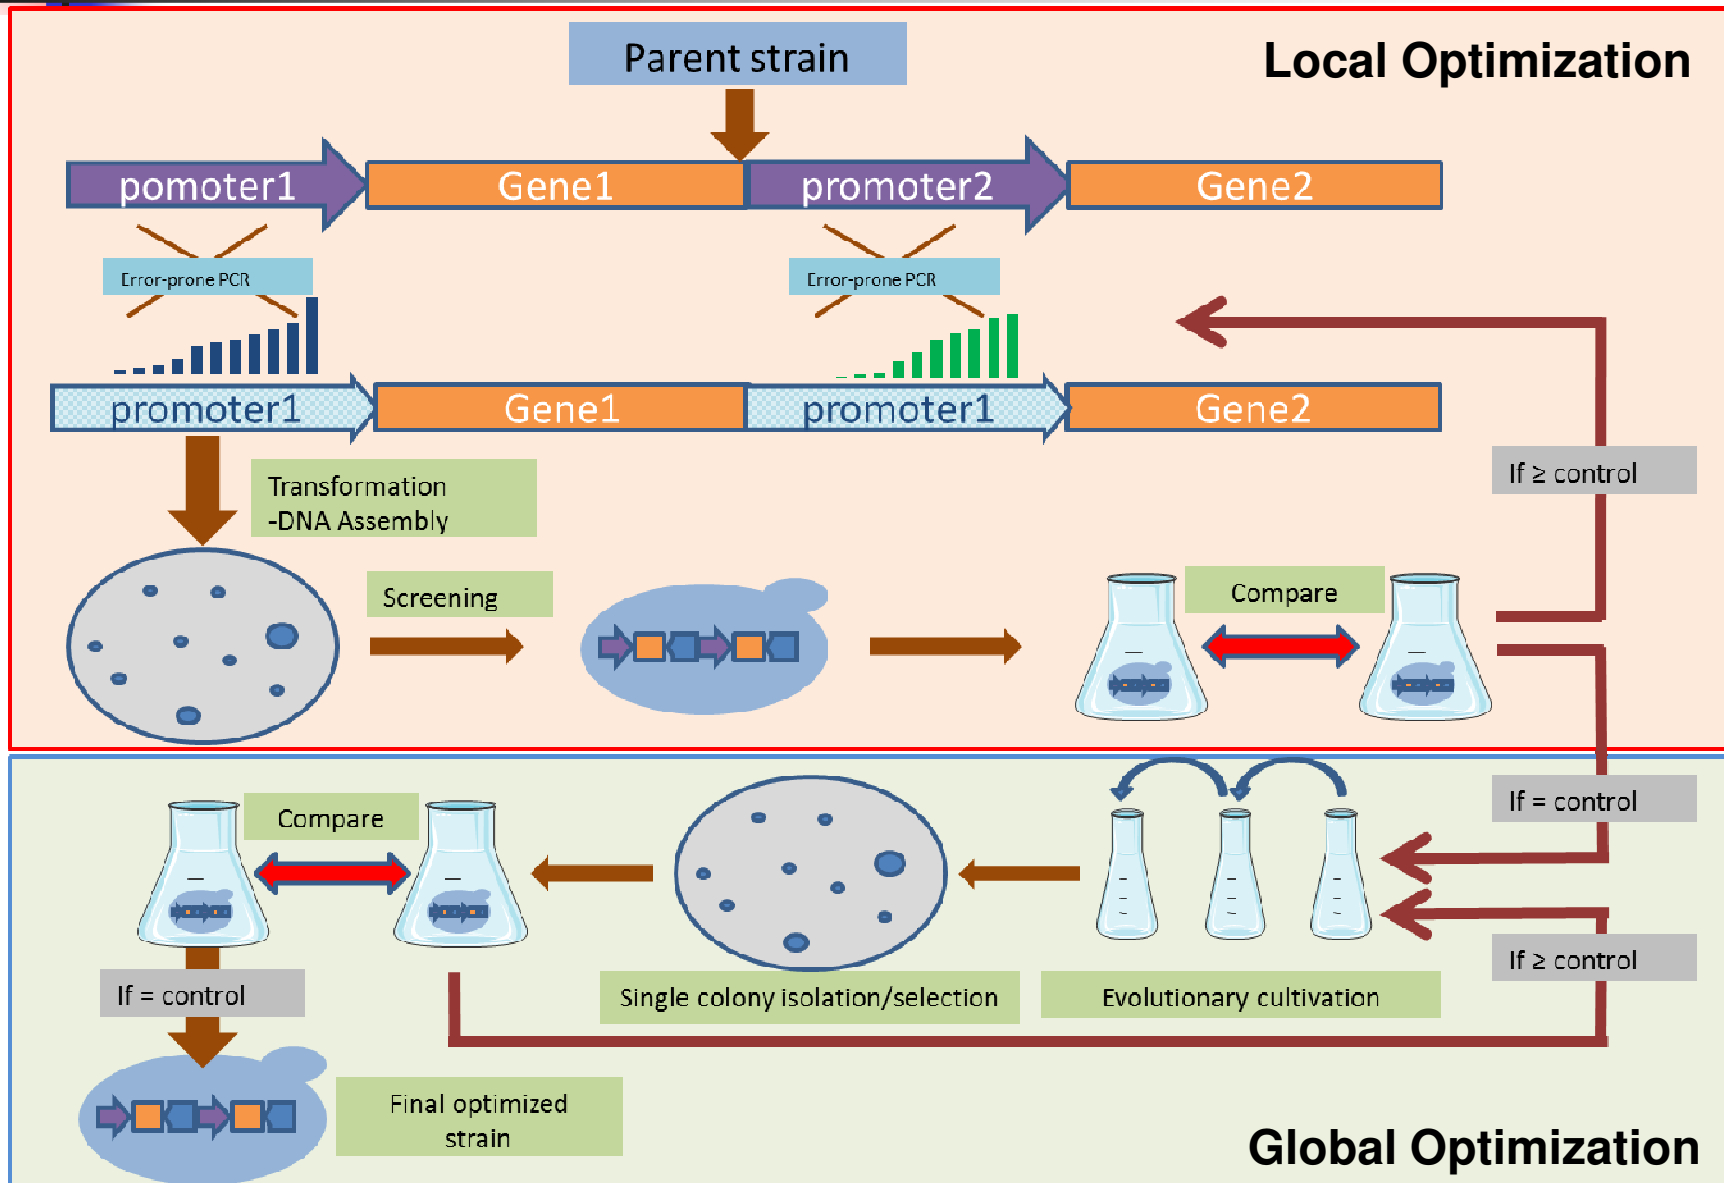 Parent strain
Local Optimization
pomoter1
Gene1
promoter2
Gene2
Error-prone PCR
Error-prone PCR
promoter1
Gene1
promoter1
Gene2
If ≥ control
Transformation
-DNA Assembly
Screening
Compare
If = control
Compare
If ≥ control
If = control
Single colony isolation/selection
Evolutionary cultivation
Final optimized
strain
Global Optimization